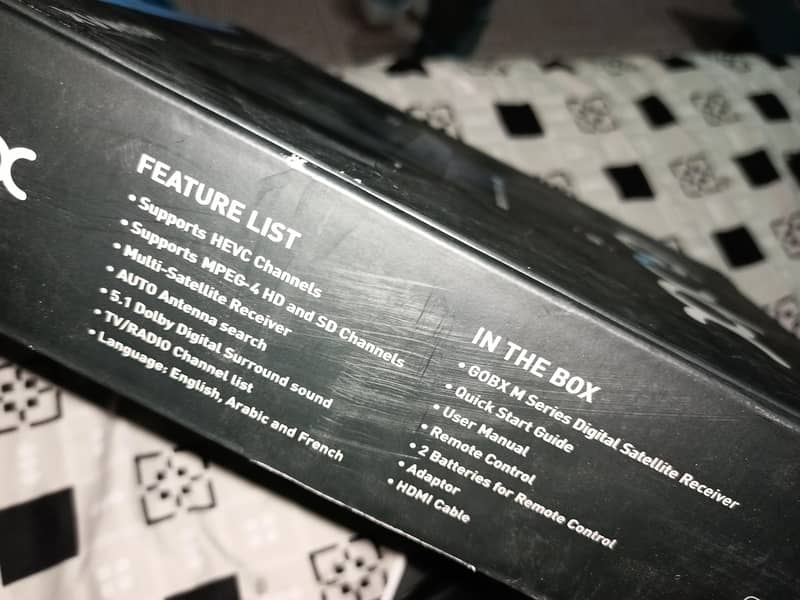 FEATURE LIST
• Supports HEVC Channels
• Supports MPEG-4 HD and SD Channels
• Multi-Satellite Receiver
• AUTO Antenna search
• 5.1 Dolby Digital Surround sound
• TV/RADIO Channel list
• Language: English, Arabic and French
IN THE BOX
• GOBX M Series Digital Satellite Receiver
• Quick Start Guide
• User Manual
• Remote Control
• 2 Batteries for Remote Control
• Adaptor
• HDMI Cable